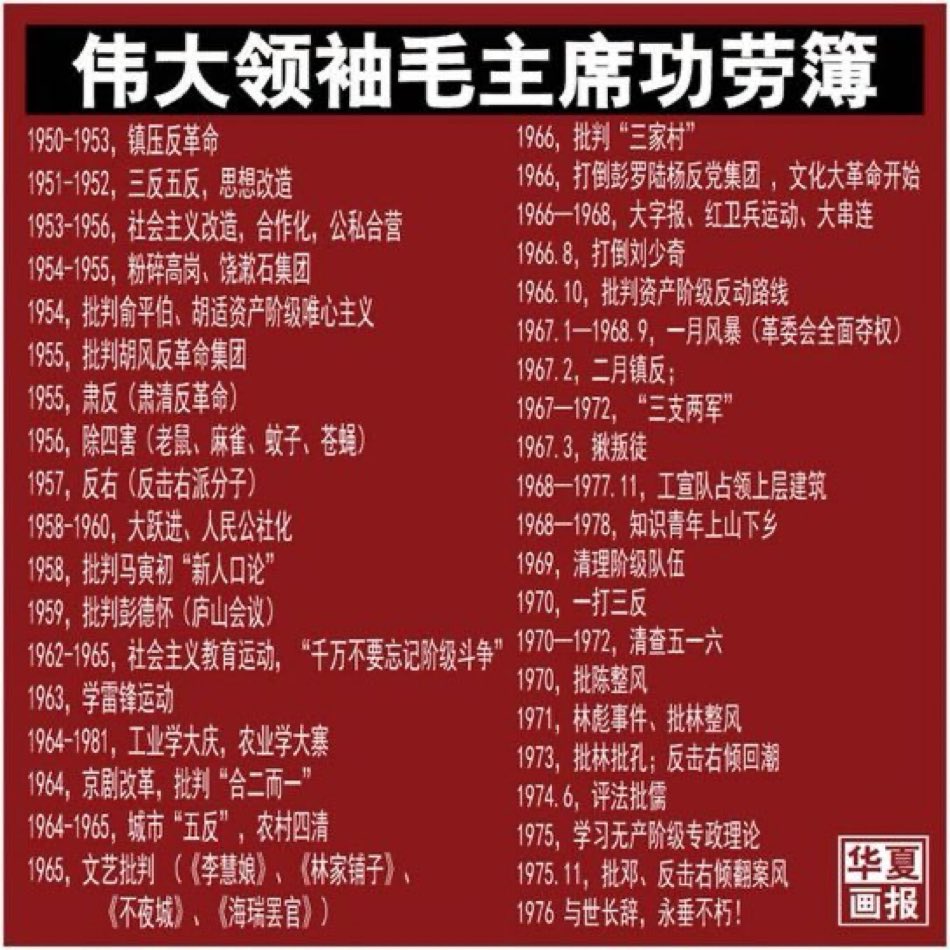 伟大领袖毛主席功劳簿
1950-1953，镇压反革命
1951-1952，三反五反，思想改造
1953-1956，社会主义改造，合作化，公私合营
1954-1955，粉碎高岗、饶漱石集团
1954，批判俞平伯、胡适资产阶级唯心主义
1955，批判胡风反革命集团
1955，肃反（肃清反革命）
1956，除四害（老鼠、麻雀、蚊子、苍蝇）
1957，反右（反击右派分子）
1958-1960，大跃进、人民公社化
1958，批判马寅初“新人口论”
1959，批判彭德怀（庐山会议）
1962-1965，社会主义教育运动，“千万不要忘记阶级斗争”
1963，学雷锋运动
1964-1981，工业学大庆，农业学大寨
1964，京剧改革，批判“合二而一”
1964-1965，城市“五反”，农村四清
1965，文艺批判 （《李慧娘》、《林家铺子》、
《不夜城》、《海瑞罢官》）
1966，批判“三家村”
1966，打倒彭罗陆杨反党集团 ，文化大革命开始
1966—1968，大字报、红卫兵运动、大串连
1966.8，打倒刘少奇
1966.10，批判资产阶级反动路线
1967.1—1968.9，一月风暴（革委会全面夺权）
1967.2，二月镇反；
1967—1972，“三支两军”
1967.3，揪叛徒
1968—1977.11，工宣队占领上层建筑
1968—1978，知识青年上山下乡
1969，清理阶级队伍
1970，一打三反
1970—1972，清查五一六
1970，批陈整风
1971，林彪事件、批林整风
1973，批林批孔；反击右倾回潮
1974.6，评法批儒
1975，学习无产阶级专政理论
1975.11，批邓、反击右倾翻案风
1976 与世长辞，永垂不朽！
华夏
画报